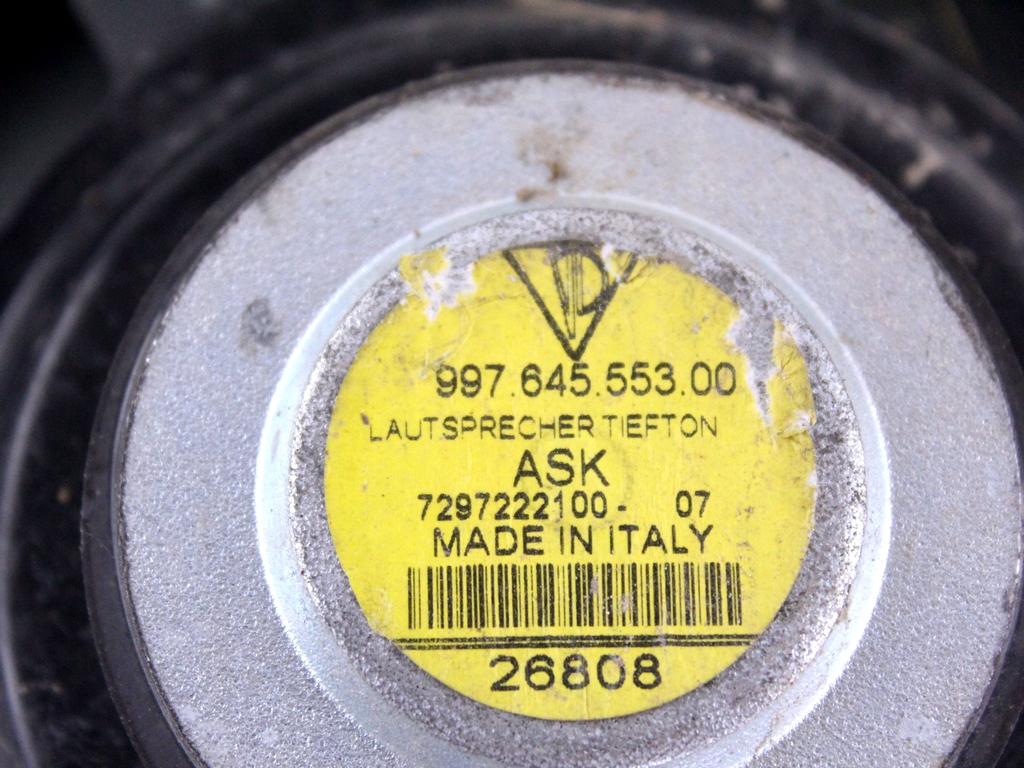 997.645.553.00
LAUTSPRECHER TIEFTON
ASK
7297222100 - 07
MADE IN ITALY
26808